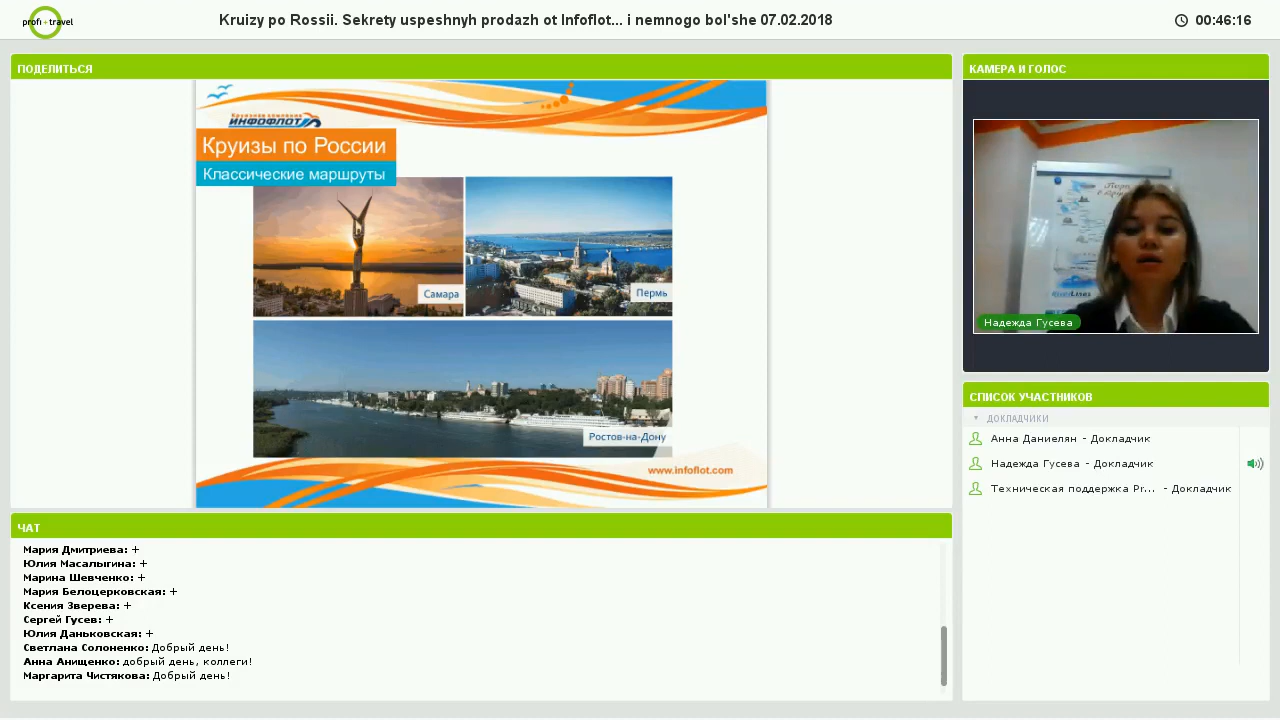 profi travel
Kruizy po Rossii. Sekrety uspeshnyh prodazh ot Infoflot... i nemnogo bol'she 07.02.2018
00:46:16
ПОДЕЛИТЬСЯ
Круизная компания
ИНФОФЛОТ
Круизы по России
Классические маршруты
Самара
Пермь
Ростов-на-Дону
www.infoflot.com
КАМЕРА И ГОЛОС
Надежда Гусева
СПИСОК УЧАСТНИКОВ
ДОКЛАДЧИКИ
Анна Даниелян - Докладчик
Надежда Гусева - Докладчик
Техническая поддержка Pr... - Докладчик
ЧАТ
Мария Дмитриева: +
Юлия Масалыгина: +
Марина Шевченко: +
Мария Белоцерковская: +
Ксения Зверева: +
Сергей Гусев: +
Юлия Даньковская: +
Светлана Солоненко: Добрый день!
Анна Анищенко: добрый день, коллеги!
Маргарита Чистякова: Добрый день!